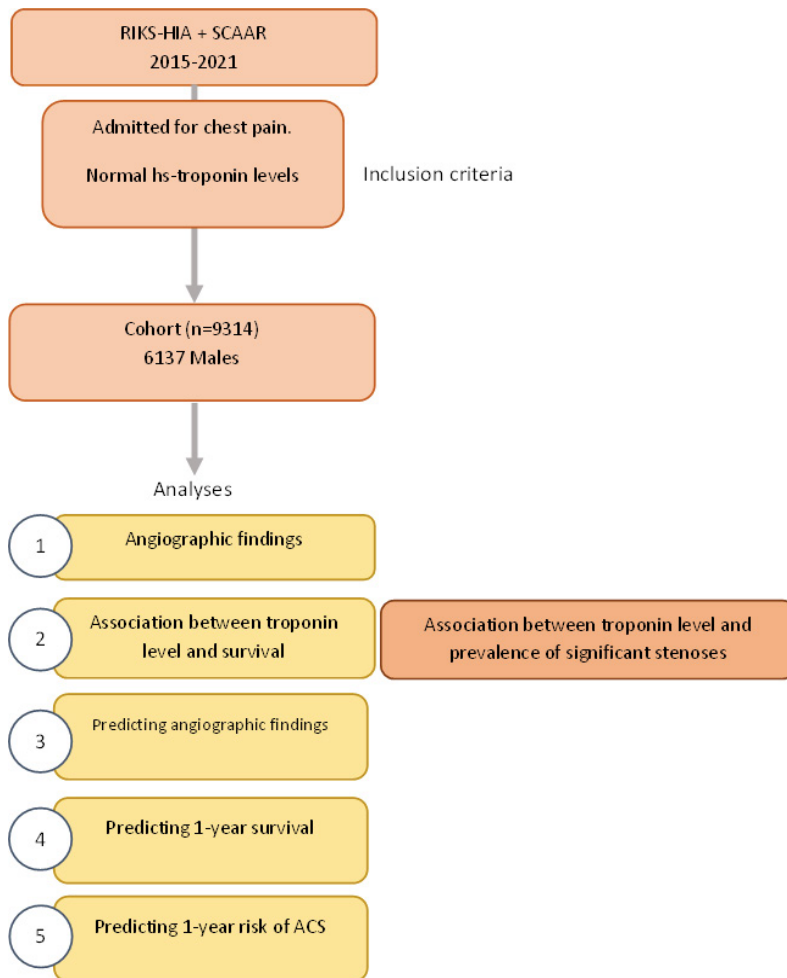 RIKS-HIA + SCAAR
2015-2021
Admitted for chest pain.
Normal hs-troponin levels
Inclusion criteria
Cohort (n=9314)
6137 Males
Analyses
1
Angiographic findings
2
Association between troponin
level and survival
Association between troponin level and
prevalence of significant stenoses
3
Predicting angiographic findings
4
Predicting 1-year survival
5
Predicting 1-year risk of ACS